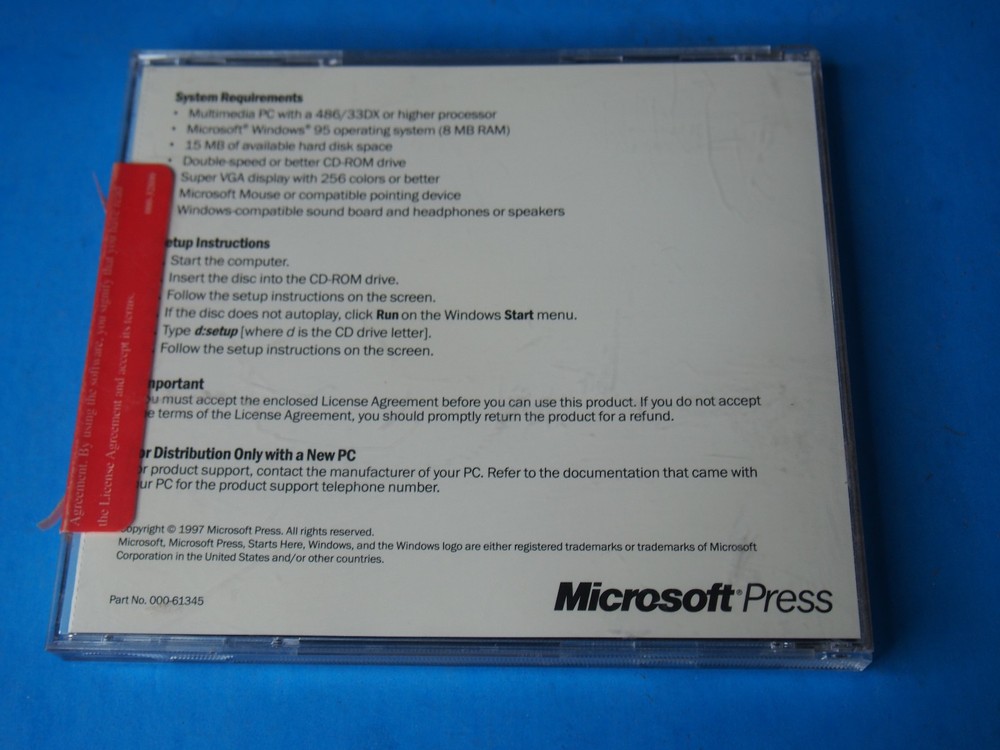 System Requirements
• Multimedia PC with a 486/33DX or higher processor
• Microsoft® Windows® 95 operating system (8 MB RAM)
• 15 MB of available hard disk space
• Double-speed or better CD-ROM drive
Super VGA display with 256 colors or better
Microsoft Mouse or compatible pointing device
Windows-compatible sound board and headphones or speakers
etup Instructions
. Start the computer.
. Insert the disc into the CD-ROM drive.
. Follow the setup instructions on the screen.
. If the disc does not autoplay, click Run on the Windows Start menu.
. Type d:setup [where d is the CD drive letter].
. Follow the setup instructions on the screen.
mportant
ou must accept the enclosed License Agreement before you can use this product. If you do not accept
e terms of the License Agreement, you should promptly return the product for a refund.
or Distribution Only with a New PC
or product support, contact the manufacturer of your PC. Refer to the documentation that came with
ur PC for the product support telephone number.
opyright © 1997 Microsoft Press. All rights reserved.
Microsoft, Microsoft Press, Starts Here, Windows, and the Windows logo are either registered trademarks or trademarks of Microsoft
Corporation in the United States and/or other countries.
Part No. 000-61345
Microsoft® Press
Agreement. By using the software, you signify that you have read
the License Agreement and accept its terms.